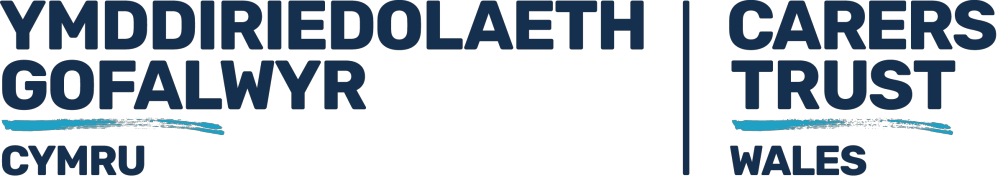 YMDDIRIEDOLAETH
GOFALWYR
CYMRU
CARERS
TRUST
WALES